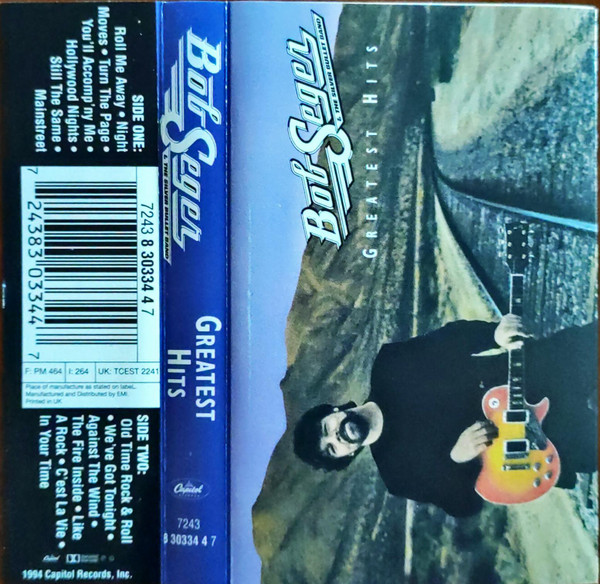 SIDE ONE:
Roll Me Away • Night
Moves • Turn The Page •
You'll Accomp'ny Me •
Hollywood Nights •
Still The Same •
Mainstreet
7243 8 30334 4 7
7 24383 03344 7
F: PM 464 I: 264 UK: TCEST 2241
Place of manufacture as stated on label.
Manufactured and Distributed by EMI.
Printed in UK
SIDE TWO:
Old Time Rock & Roll
• We've Got Tonight •
Against The Wind •
The Fire Inside • Like
A Rock • C'est La Vie •
In Your Time
Capitol
1994 Capitol Records, Inc.
Bob Seger
& THE SILVER BULLET BAND
GREATEST
HITS
Capitol
7243
8 30334 4 7
Bob Seger
& THE SILVER BULLET BAND
GREATEST HITS